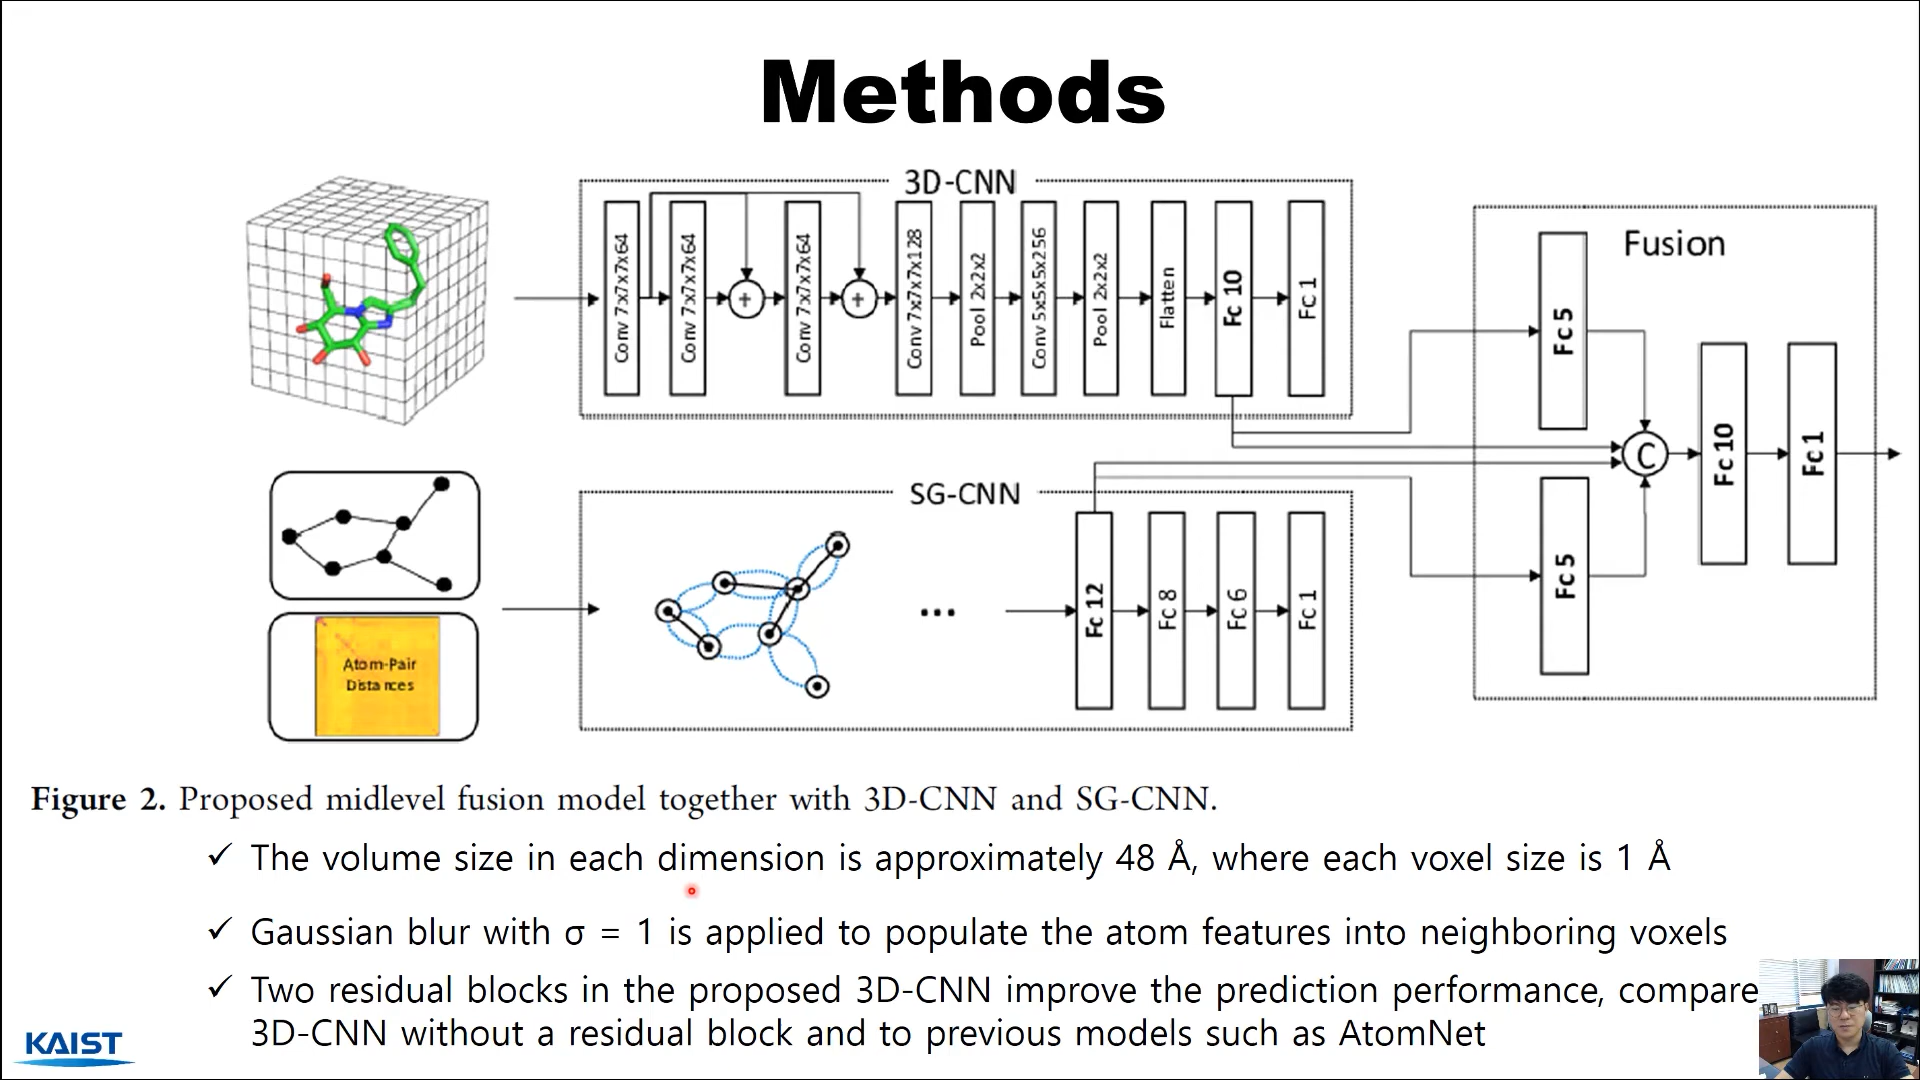 Methods
3D-CNN
Conv 7x7x7x64
Conv 7x7x7x64
+
Conv 7x7x7x64
+
Conv 7x7x7x128
Pool 2x2x2
Conv 5x5x5x256
Pool 2x2x2
Flatten
Fc 10
Fc 1
Fusion
Fc 5
C
Fc 10
Fc 1
Fc 5
SG-CNN
...
Fc 12
Fc 8
Fc 6
Fc 1
Atom-Pair
Distances
Figure 2. Proposed midlevel fusion model together with 3D-CNN and SG-CNN.
✓ The volume size in each dimension is approximately 48 Å, where each voxel size is 1 Å
✓ Gaussian blur with σ = 1 is applied to populate the atom features into neighboring voxels
✓ Two residual blocks in the proposed 3D-CNN improve the prediction performance, compare
3D-CNN without a residual block and to previous models such as AtomNet
KAIST